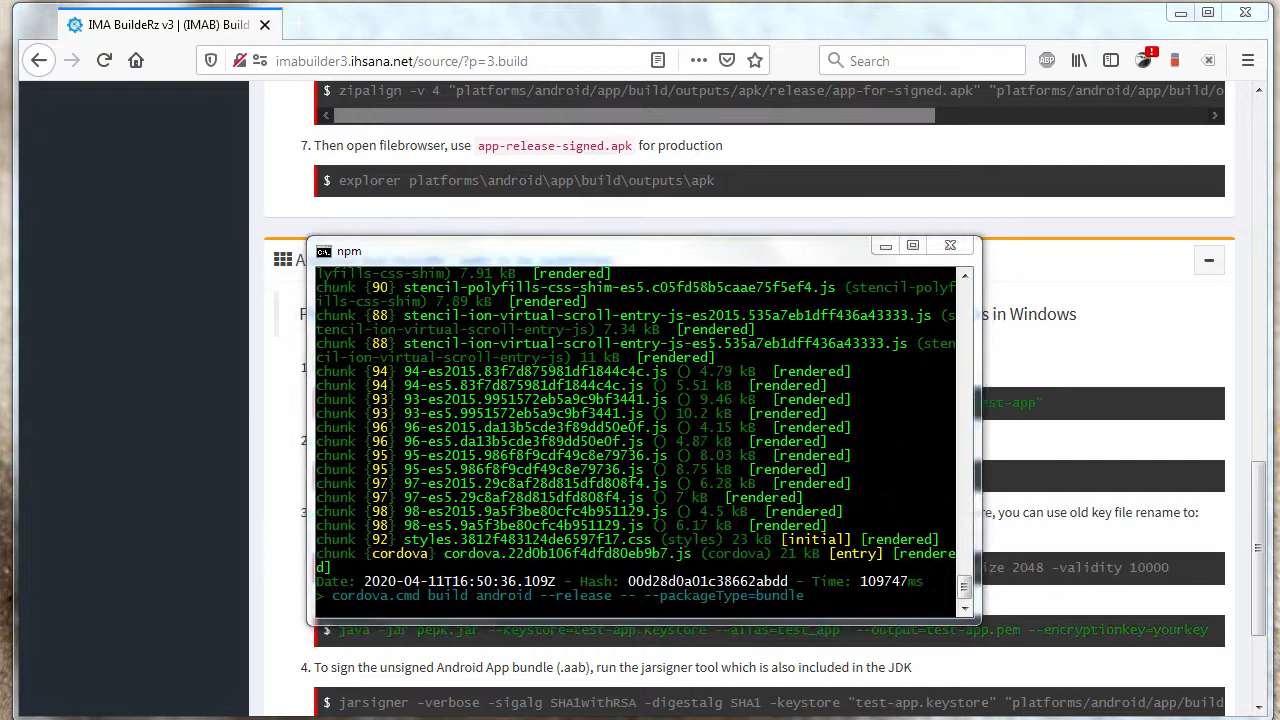 IMA BuildeRz v3 | (IMAB) Build
imabuilder3.ihsana.net/source/?p=3.build
Search
$ zipalign -v 4 "platforms/android/app/build/outputs/apk/release/app-for-signed.apk" "platforms/android/app/build/o
7. Then open filebrowser, use app-release-signed.apk for production
$ explorer platforms\android\app\build\outputs\apk
npm
lyfills-css-shim) 7.91 kB [rendered]
chunk {90} stencil-polyfills-css-shim-es5.c05fd58b5caae75f5ef4.js (stencil-polyf
ills-css-shim) 7.89 kB [rendered]
chunk {88} stencil-ion-virtual-scroll-entry-js-es2015.535a7eb1dff436a43333.js (s
tencil-ion-virtual-scroll-entry-js) 7.34 kB [rendered]
chunk {88} stencil-ion-virtual-scroll-entry-js-es5.535a7eb1dff436a43333.js (sten
cil-ion-virtual-scroll-entry-js) 11 kB [rendered]
chunk {94} 94-es2015.83f7d875981df1844c4c.js () 4.79 kB [rendered]
chunk {94} 94-es5.83f7d875981df1844c4c.js () 5.51 kB [rendered]
chunk {93} 93-es2015.9951572eb5a9c9bf3441.js () 9.46 kB [rendered]
chunk {93} 93-es5.9951572eb5a9c9bf3441.js () 10.2 kB [rendered]
chunk {96} 96-es2015.da13b5cde3f89dd50e0f.js () 4.15 kB [rendered]
chunk {96} 96-es5.da13b5cde3f89dd50e0f.js () 4.87 kB [rendered]
chunk {95} 95-es2015.986f8f9cdf49c8e79736.js () 8.03 kB [rendered]
chunk {95} 95-es5.986f8f9cdf49c8e79736.js () 8.75 kB [rendered]
chunk {97} 97-es2015.29c8af28d815dfd808f4.js () 6.28 kB [rendered]
chunk {97} 97-es5.29c8af28d815dfd808f4.js () 7 kB [rendered]
chunk {98} 98-es2015.9a5f3be80cfc4b951129.js () 4.5 kB [rendered]
chunk {98} 98-es5.9a5f3be80cfc4b951129.js () 6.17 kB [rendered]
chunk {92} styles.3812f483124de6597f17.css (styles) 23 kB [initial] [rendered]
chunk {cordova} cordova.22d0b106f4dfd80eb9b7.js (cordova) 21 kB [entry] [rendere
d]
Date: 2020-04-11T16:50:36.109Z - Hash: 00d28d0a01c38662abdd - Time: 109747ms
> cordova.cmd build android --release -- --packageType=bundle
s in Windows
est-app"
re, you can use old key file rename to:
ize 2048 -validity 10000
$ java -jar pepk.jar --keystore=test-app.keystore --alias=test_app --output=test-app.pem --encryptionkey=yourkey
4. To sign the unsigned Android App bundle (.aab), run the jarsigner tool which is also included in the JDK
$ jarsigner -verbose -sigalg SHA1withRSA -digestalg SHA1 -keystore "test-app.keystore" "platforms/android/app/build